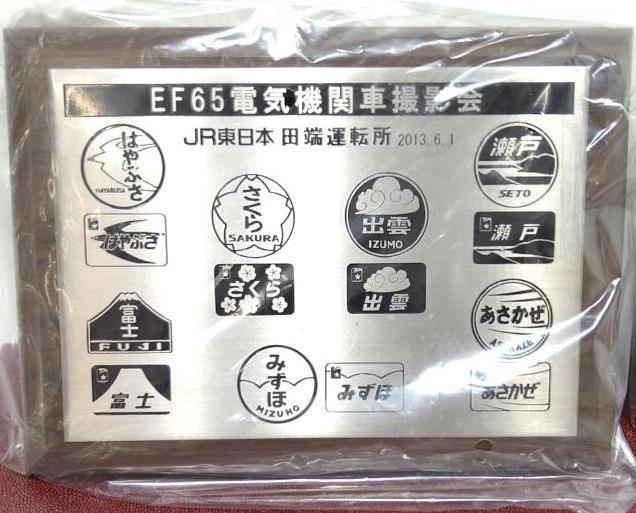 EF65電気機関車撮影会
JR東日本 田端運転所 2013.6.1
はやぶさ
HAYABUSA
はやぶさ
富士
FUJI
富士
さくら
SAKURA
さくら
みずほ
MIZUHO
出雲
IZUMO
出雲
みずほ
瀬戸
SETO
瀬戸
あさかぜ
ASAKAZE
あさかぜ